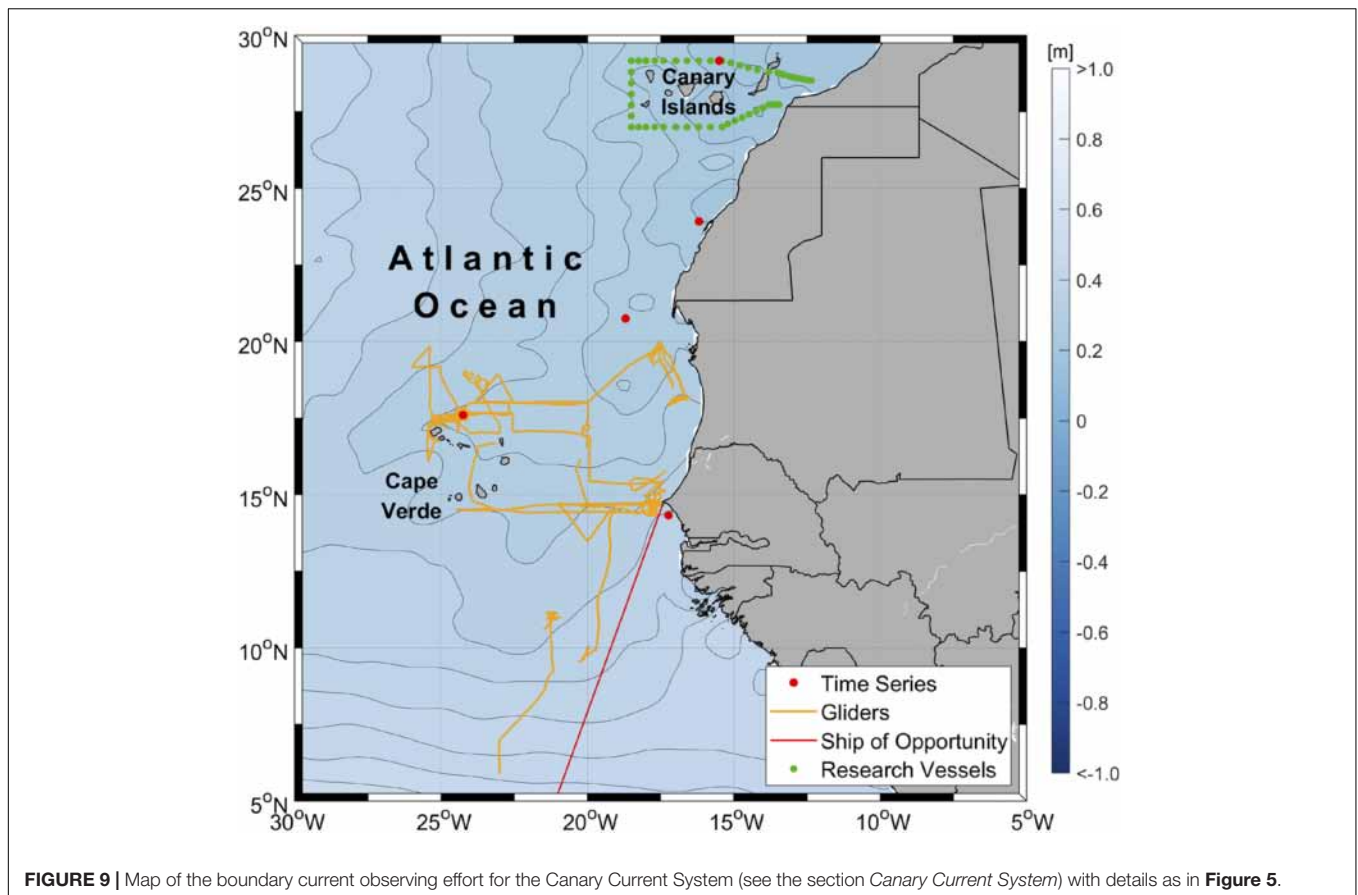 30°N
25°N
20°N
15°N
10°N
5°N
30°W
25°W
20°W
15°W
10°W
5°W
Canary
Islands
Atlantic
Ocean
Cape
Verde
Time Series
Gliders
Ship of Opportunity
Research Vessels
[m]
>1.0
0.8
0.6
0.4
0.2
0
-0.2
-0.4
-0.6
-0.8
<-1.0
FIGURE 9 | Map of the boundary current observing effort for the Canary Current System (see the section Canary Current System) with details as in Figure 5.